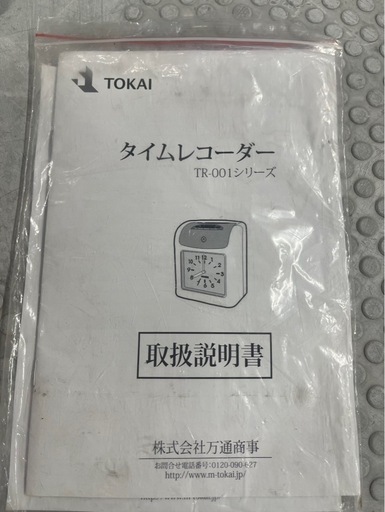 TOKAI
タイムレコーダー
TR-001シリーズ
取扱説明書
株式会社万通商事
お問合せ電話番号:0120-090-427
http://www.m-tokai.jp/